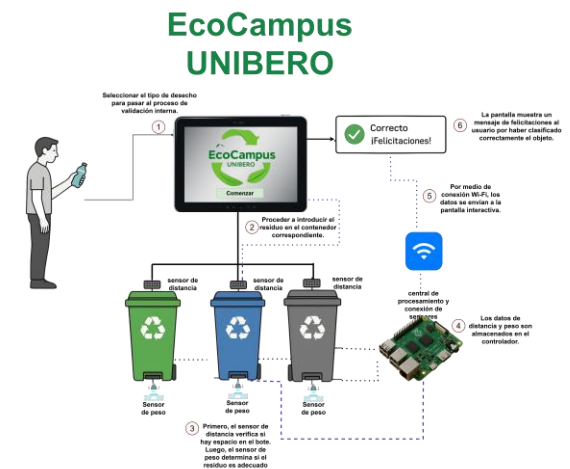 EcoCampus
UNIBERO
Seleccionar el tipo de desecho
para pasar al proceso de
validación interna.
1
EcoCampus
UNIBERO
Comenzar
Correcto
¡Felicitaciones!
6
La pantalla muestra un
mensaje de felicitaciones al
usuario por haber clasificado
correctamente el objeto.
5
Por medio de
conexión Wi-Fi, los
datos se envían a la
pantalla interactiva.
2
Proceder a introducir el
residuo en el contenedor
correspondiente.
sensor de
distancia
sensor de
distancia
sensor de
distancia
central de
procesamiento y
conexión de
sensores
4
Los datos de
distancia y peso son
almacenados en el
controlador.
Sensor
de peso
Sensor
de peso
Sensor
de peso
3
Primero, el sensor de
distancia verifica si
hay espacio en el bote.
Luego, el sensor de
peso determina si el
residuo es adecuado